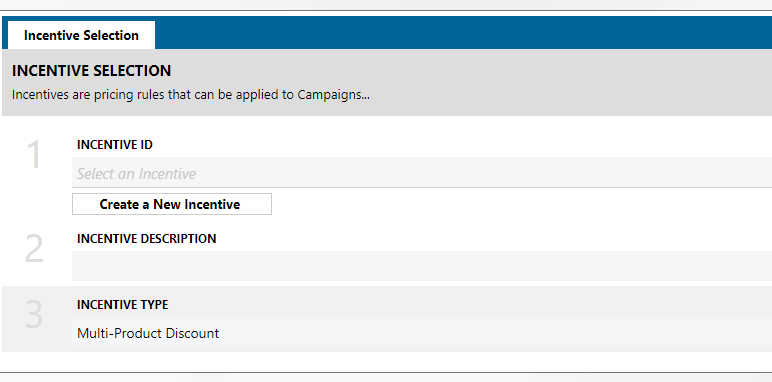 Incentive Selection
INCENTIVE SELECTION
Incentives are pricing rules that can be applied to Campaigns...
1
INCENTIVE ID
Select an Incentive
Create a New Incentive
2
INCENTIVE DESCRIPTION
3
INCENTIVE TYPE
Multi-Product Discount